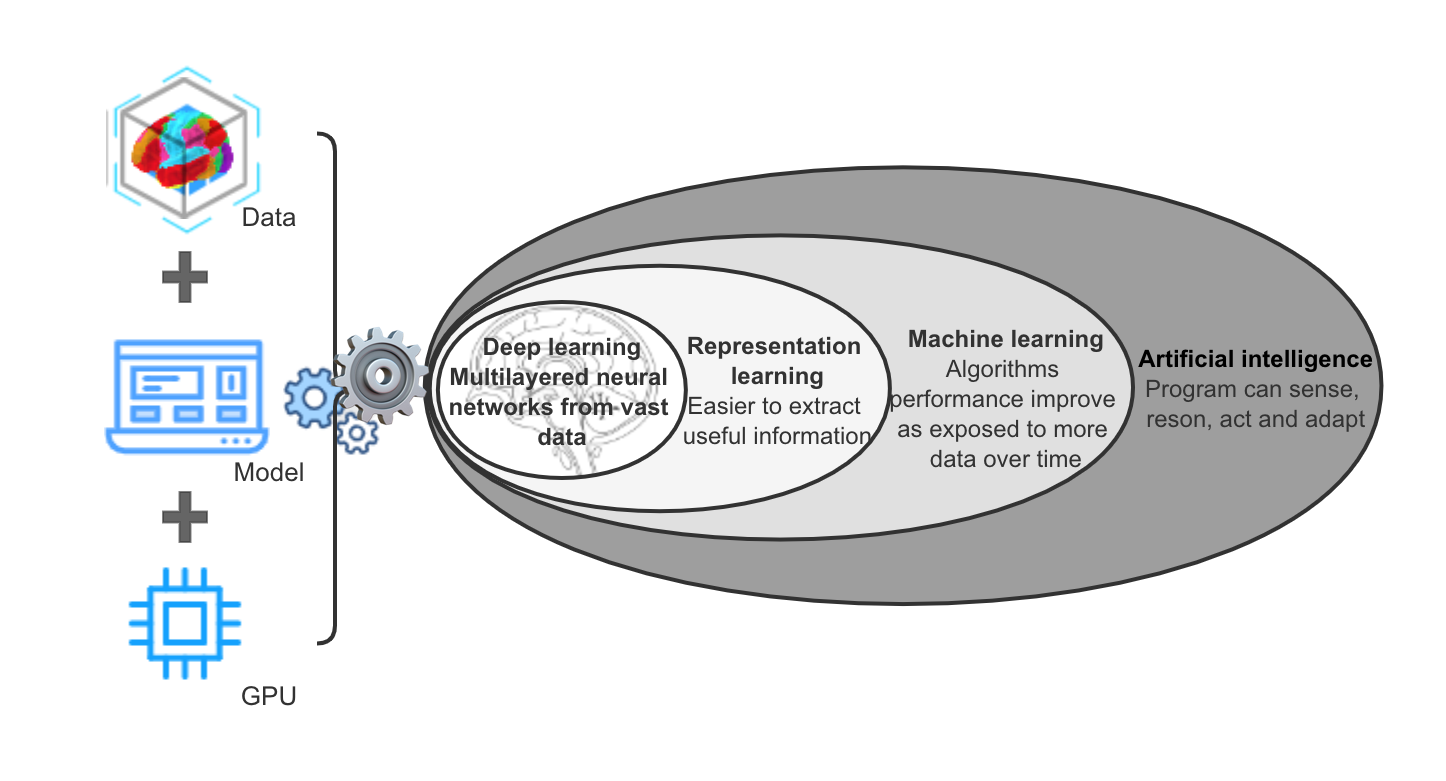 Data
Model
GPU
Deep learning
Multilayered neural
networks from vast
data
Representation
learning
Easier to extract
useful information
Machine learning
Algorithms
performance improve
as exposed to more
data over time
Artificial intelligence
Program can sense,
reson, act and adapt